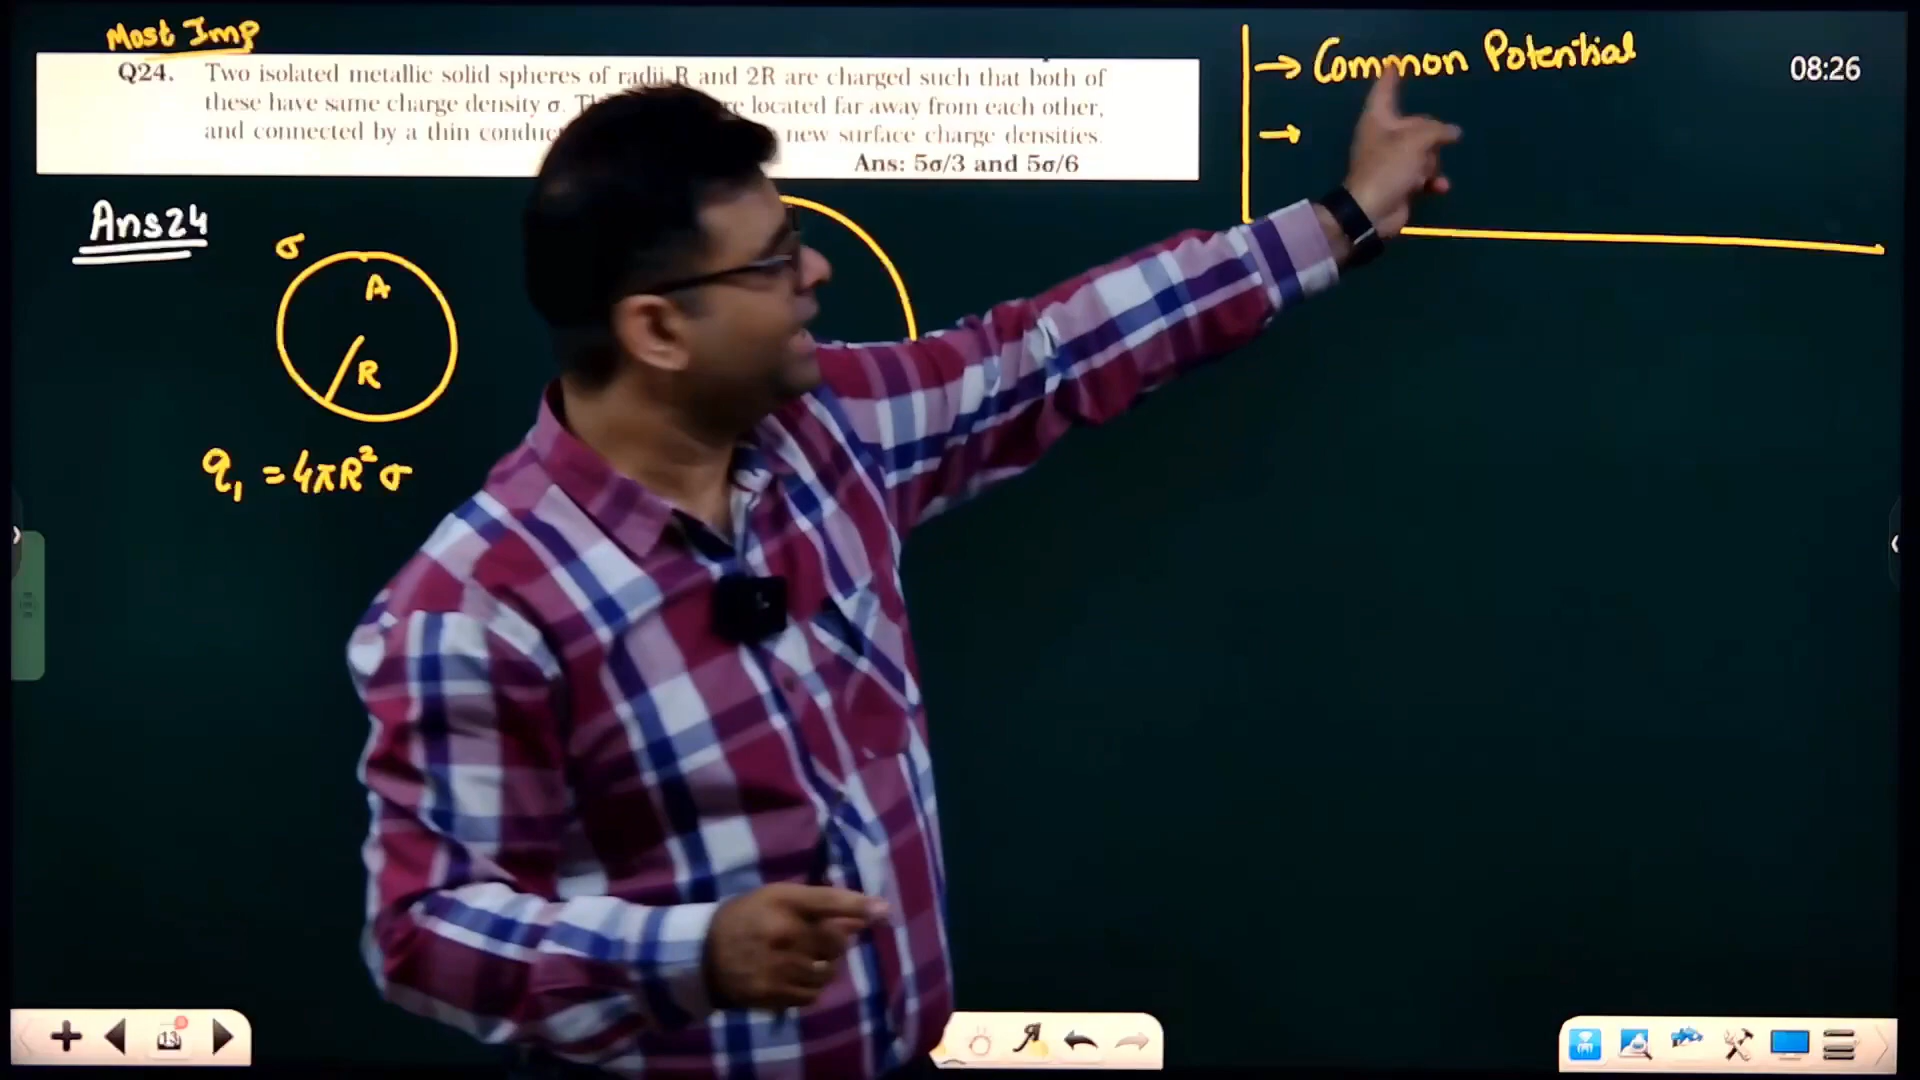 Most Imp
→ Common Potential
08:26
Q24. Two isolated metallic solid spheres of radii R and 2R are charged such that both of
these have same charge density σ. located far away from each other,
and connected by a thin new surface charge densities.
Ans: 5σ/3 and 5σ/6
→
Ans24
σ
A
R
q₁ = 4πR²σ
13